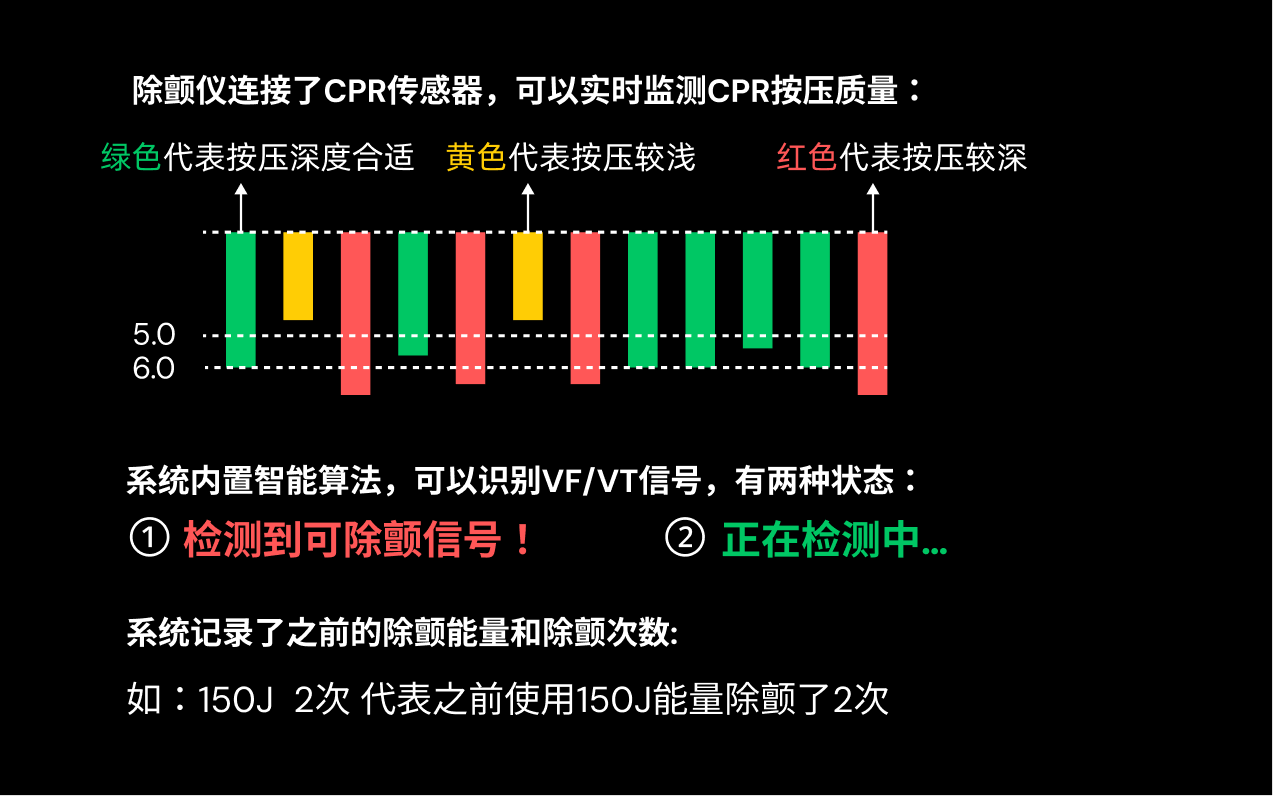 除颤仪连接了CPR传感器，可以实时监测CPR按压质量：
绿色代表按压深度合适 黄色代表按压较浅 红色代表按压较深
5.0
6.0
系统内置智能算法，可以识别VF/VT信号，有两种状态：
① 检测到可除颤信号！ ② 正在检测中...
系统记录了之前的除颤能量和除颤次数:
如：150J 2次 代表之前使用150J能量除颤了2次